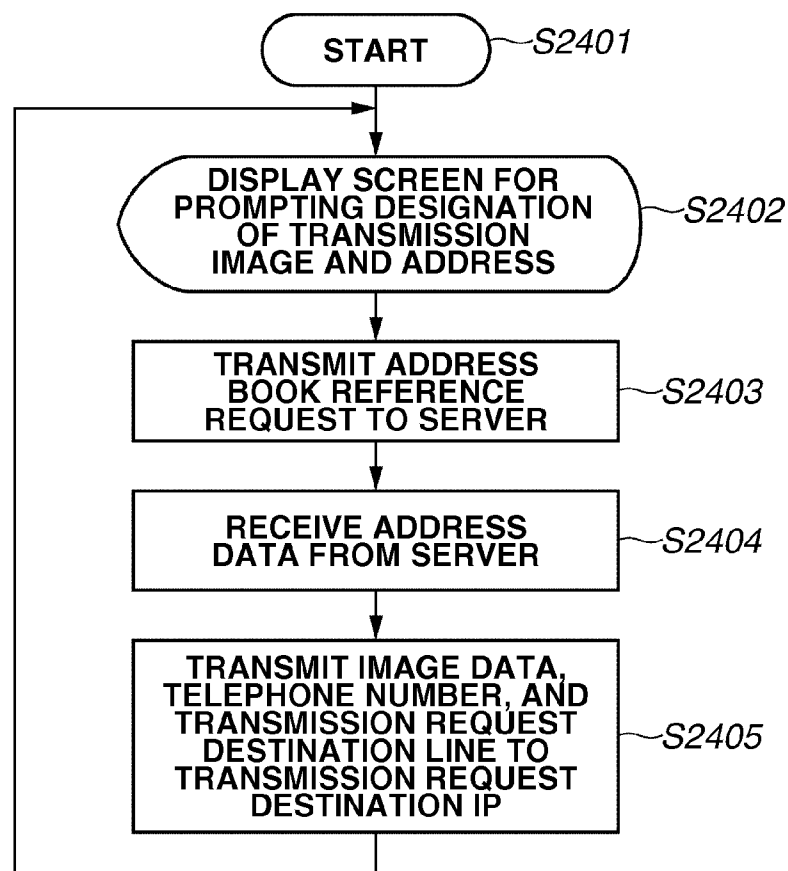 START
S2401
DISPLAY SCREEN FOR
PROMPTING DESIGNATION
OF TRANSMISSION
IMAGE AND ADDRESS
S2402
TRANSMIT ADDRESS
BOOK REFERENCE
REQUEST TO SERVER
S2403
RECEIVE ADDRESS
DATA FROM SERVER
S2404
TRANSMIT IMAGE DATA,
TELEPHONE NUMBER, AND
TRANSMISSION REQUEST
DESTINATION LINE TO
TRANSMISSION REQUEST
DESTINATION IP
S2405